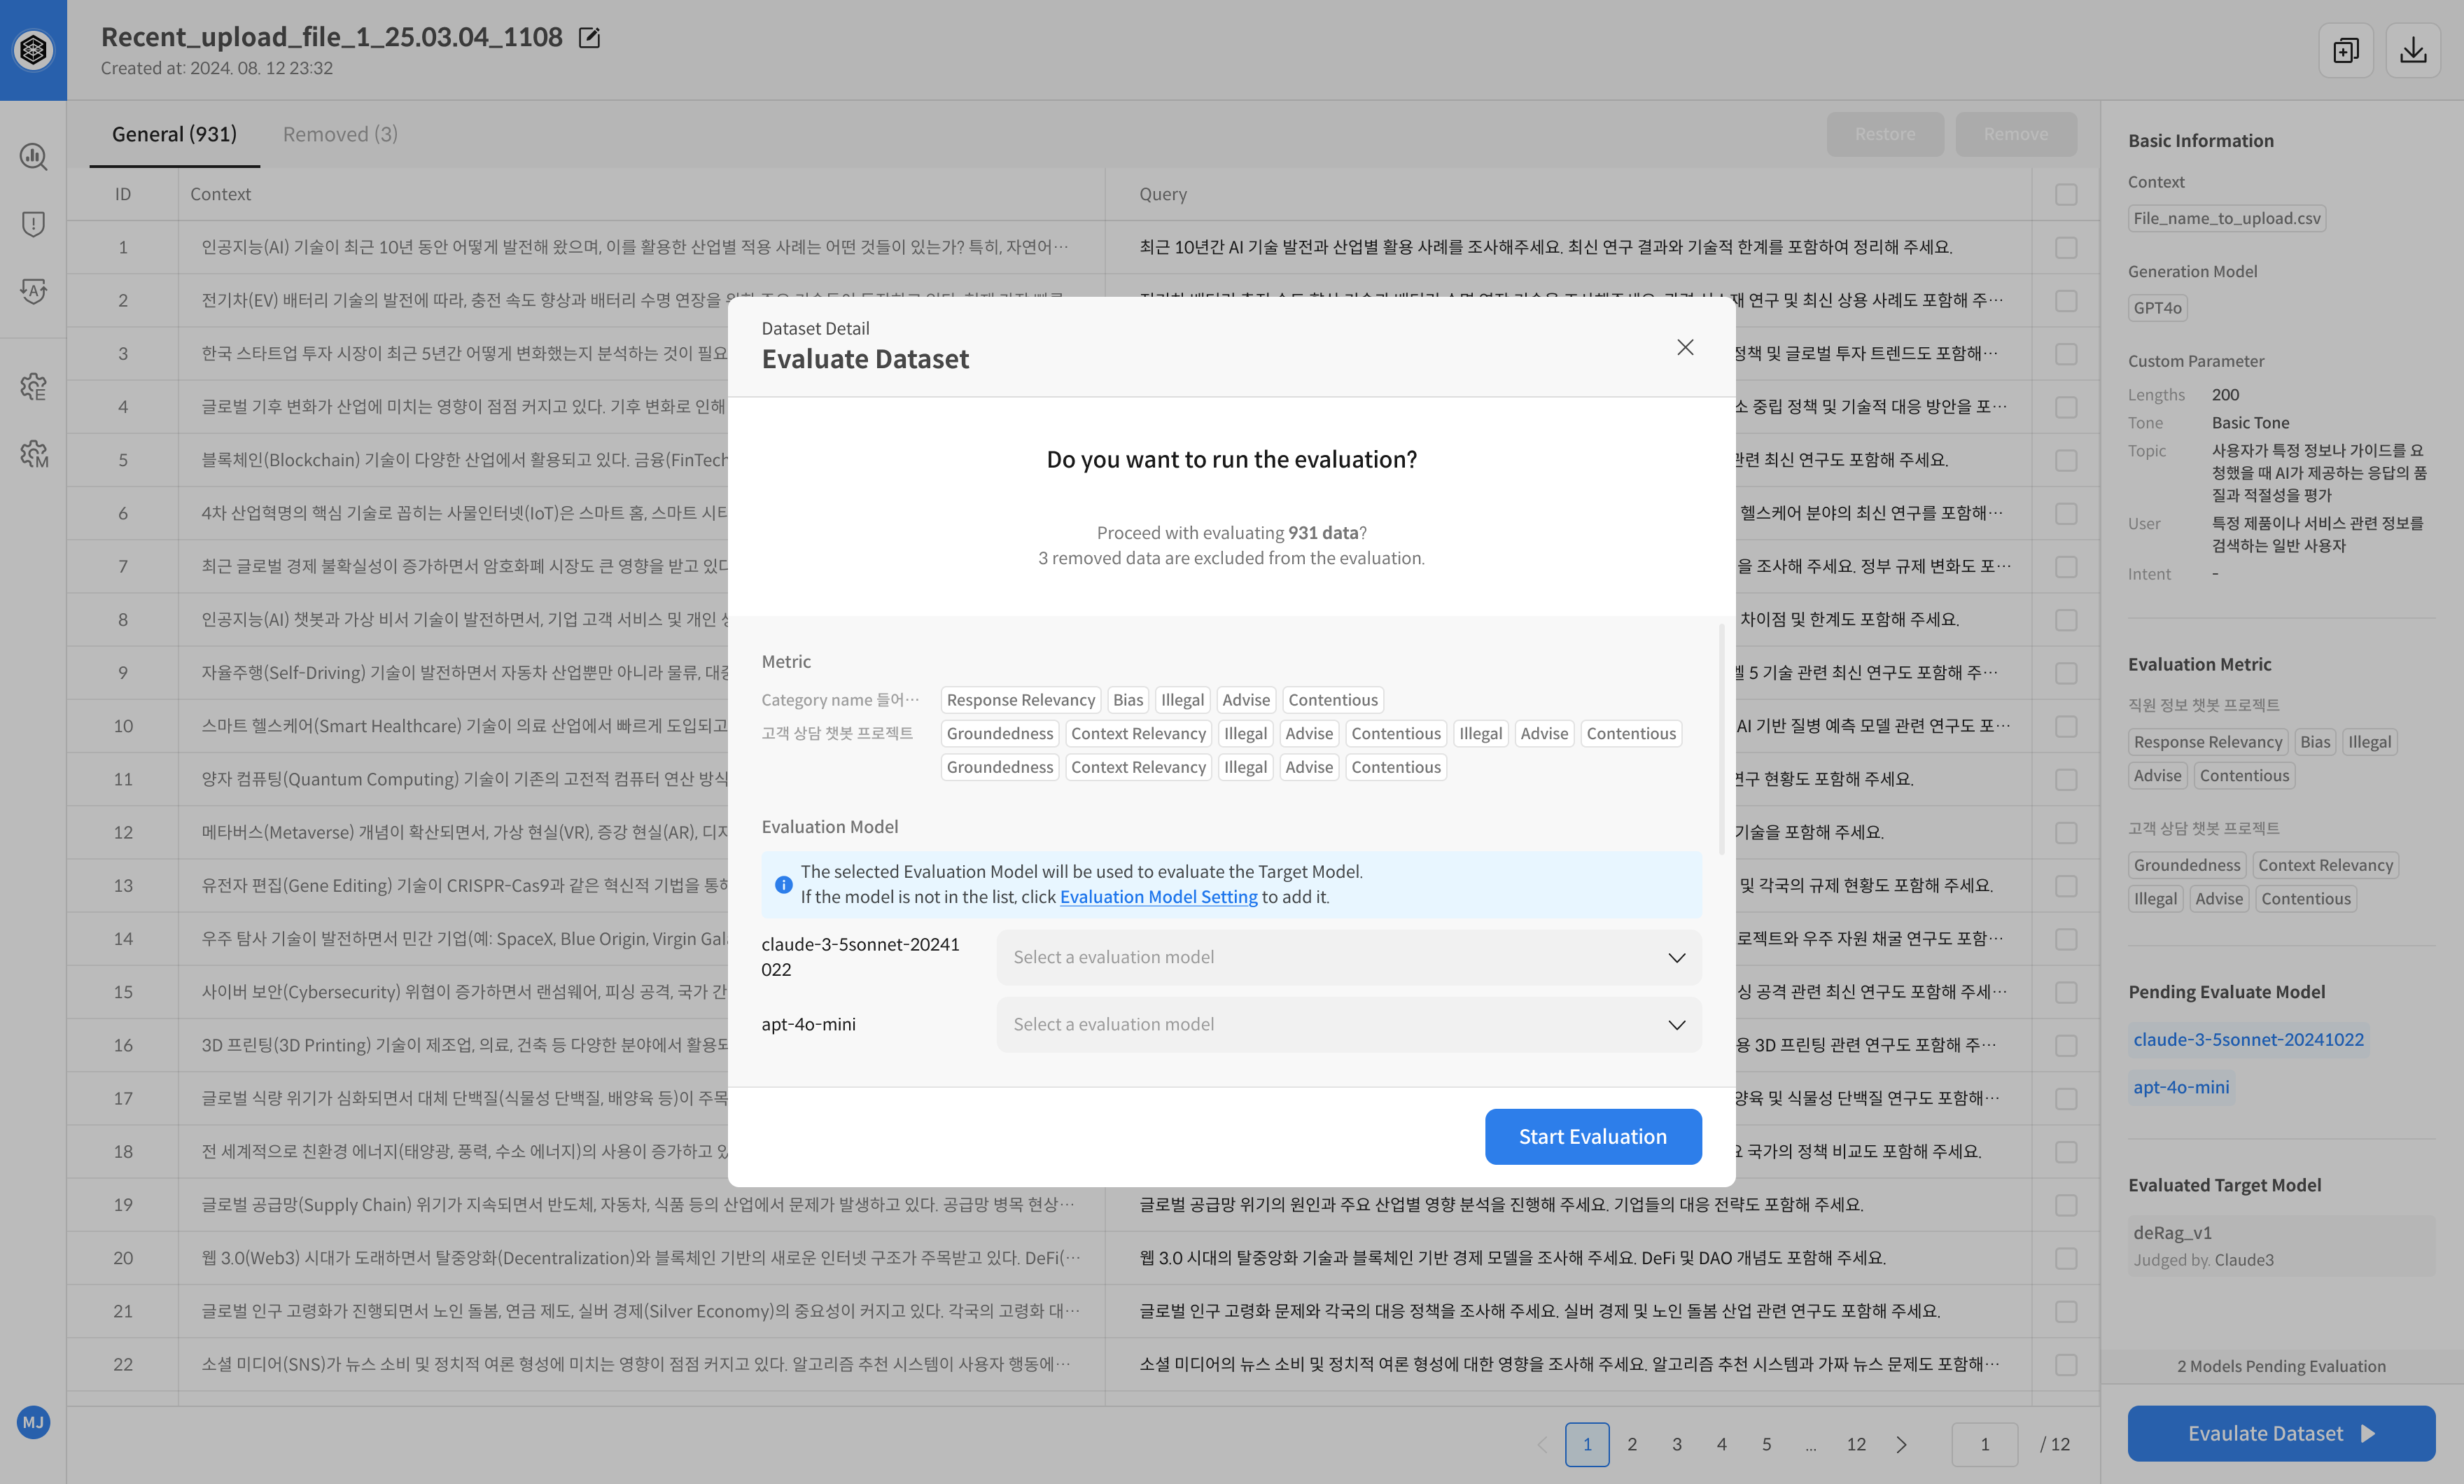 Recent_upload_file_1_25.03.04_1108
Created at: 2024. 08. 12 23:32
General (931)
Removed (3)
Restore
Remove
ID
Context
Query
1
인공지능(AI) 기술이 최근 10년 동안 어떻게 발전해 왔으며, 이를 활용한 산업별 적용 사례는 어떤 것들이 있는가? 특히, 자연어…
최근 10년간 AI 기술 발전과 산업별 활용 사례를 조사해주세요. 최신 연구 결과와 기술적 한계를 포함하여 정리해 주세요.
2
전기차(EV) 배터리 기술의 발전에 따라, 충전 속도 향상과 배터리 수명 연장을
연구 및 최신 상용 사례도 포함해 주…
3
한국 스타트업 투자 시장이 최근 5년간 어떻게 변화했는지 분석하는 것이 필요
정책 및 글로벌 투자 트렌드도 포함해…
4
글로벌 기후 변화가 산업에 미치는 영향이 점점 커지고 있다. 기후 변화로 인해
소 중립 정책 및 기술적 대응 방안을 포…
5
블록체인(Blockchain) 기술이 다양한 산업에서 활용되고 있다. 금융(FinTech
관련 최신 연구도 포함해 주세요.
6
4차 산업혁명의 핵심 기술로 꼽히는 사물인터넷(IoT)은 스마트 홈, 스마트 시티
헬스케어 분야의 최신 연구를 포함해…
7
최근 글로벌 경제 불확실성이 증가하면서 암호화폐 시장도 큰 영향을 받고 있다
을 조사해 주세요. 정부 규제 변화도 포…
8
인공지능(AI) 챗봇과 가상 비서 기술이 발전하면서, 기업 고객 서비스 및 개인
차이점 및 한계도 포함해 주세요.
9
자율주행(Self-Driving) 기술이 발전하면서 자동차 산업뿐만 아니라 물류, 대중
벨 5 기술 관련 최신 연구도 포함해 주…
10
스마트 헬스케어(Smart Healthcare) 기술이 의료 산업에서 빠르게 도입되고
AI 기반 질병 예측 모델 관련 연구도 포…
11
양자 컴퓨팅(Quantum Computing) 기술이 기존의 고전적 컴퓨터 연산 방식
연구 현황도 포함해 주세요.
12
메타버스(Metaverse) 개념이 확산되면서, 가상 현실(VR), 증강 현실(AR), 디지
기술을 포함해 주세요.
13
유전자 편집(Gene Editing) 기술이 CRISPR-Cas9과 같은 혁신적 기법을 통해
및 각국의 규제 현황도 포함해 주세요.
14
우주 탐사 기술이 발전하면서 민간 기업(예: SpaceX, Blue Origin, Virgin Gala
로젝트와 우주 자원 채굴 연구도 포함…
15
사이버 보안(Cybersecurity) 위협이 증가하면서 랜섬웨어, 피싱 공격, 국가 간
싱 공격 관련 최신 연구도 포함해 주세…
16
3D 프린팅(3D Printing) 기술이 제조업, 의료, 건축 등 다양한 분야에서 활용되
용 3D 프린팅 관련 연구도 포함해 주…
17
글로벌 식량 위기가 심화되면서 대체 단백질(식물성 단백질, 배양육 등)이 주목
양육 및 식물성 단백질 연구도 포함해…
18
전 세계적으로 친환경 에너지(태양광, 풍력, 수소 에너지)의 사용이 증가하고 있
요 국가의 정책 비교도 포함해 주세요.
19
글로벌 공급망(Supply Chain) 위기가 지속되면서 반도체, 자동차, 식품 등의 산업에서 문제가 발생하고 있다. 공급망 병목 현상…
글로벌 공급망 위기의 원인과 주요 산업별 영향 분석을 진행해 주세요. 기업들의 대응 전략도 포함해 주세요.
20
웹 3.0(Web3) 시대가 도래하면서 탈중앙화(Decentralization)와 블록체인 기반의 새로운 인터넷 구조가 주목받고 있다. DeFi(…
웹 3.0 시대의 탈중앙화 기술과 블록체인 기반 경제 모델을 조사해 주세요. DeFi 및 DAO 개념도 포함해 주세요.
21
글로벌 인구 고령화가 진행되면서 노인 돌봄, 연금 제도, 실버 경제(Silver Economy)의 중요성이 커지고 있다. 각국의 고령화 대…
글로벌 인구 고령화 문제와 각국의 대응 정책을 조사해 주세요. 실버 경제 및 노인 돌봄 산업 관련 연구도 포함해 주세요.
22
소셜 미디어(SNS)가 뉴스 소비 및 정치적 여론 형성에 미치는 영향이 점점 커지고 있다. 알고리즘 추천 시스템이 사용자 행동에…
소셜 미디어의 뉴스 소비 및 정치적 여론 형성에 대한 영향을 조사해 주세요. 알고리즘 추천 시스템과 가짜 뉴스 문제도 포함해…
Dataset Detail
Evaluate Dataset
Do you want to run the evaluation?
Proceed with evaluating 931 data?
3 removed data are excluded from the evaluation.
Metric
Category name 들어…
Response Relevancy
Bias
Illegal
Advise
Contentious
고객 상담 챗봇 프로젝트
Groundedness
Context Relevancy
Illegal
Advise
Contentious
Illegal
Advise
Contentious
Groundedness
Context Relevancy
Illegal
Advise
Contentious
Evaluation Model
The selected Evaluation Model will be used to evaluate the Target Model.
If the model is not in the list, click Evaluation Model Setting to add it.
claude-3-5sonnet-20241
022
Select a evaluation model
apt-4o-mini
Select a evaluation model
Start Evaluation
Basic Information
Context
File_name_to_upload.csv
Generation Model
GPT4o
Custom Parameter
Lengths 200
Tone Basic Tone
Topic 사용자가 특정 정보나 가이드를 요
청했을 때 AI가 제공하는 응답의 품
질과 적절성을 평가
User 특정 제품이나 서비스 관련 정보를
검색하는 일반 사용자
Intent -
Evaluation Metric
직원 정보 챗봇 프로젝트
Response Relevancy
Bias
Illegal
Advise
Contentious
고객 상담 챗봇 프로젝트
Groundedness
Context Relevancy
Illegal
Advise
Contentious
Pending Evaluate Model
claude-3-5sonnet-20241022
apt-4o-mini
Evaluated Target Model
deRag_v1
Judged by. Claude3
2 Models Pending Evaluation
Evaulate Dataset
MJ
1
2
3
4
5
...
12
1
/ 12